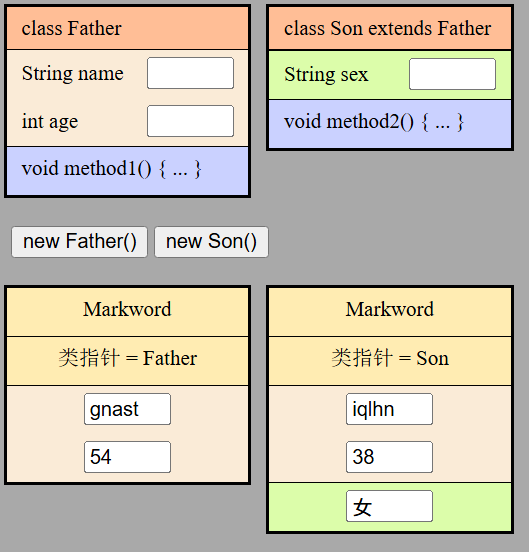 class Father
String name
int age
void method1() { ... }
class Son extends Father
String sex
void method2() { ... }
new Father() new Son()
Markword
类指针 = Father
gnast
54
Markword
类指针 = Son
iqlhn
38
女